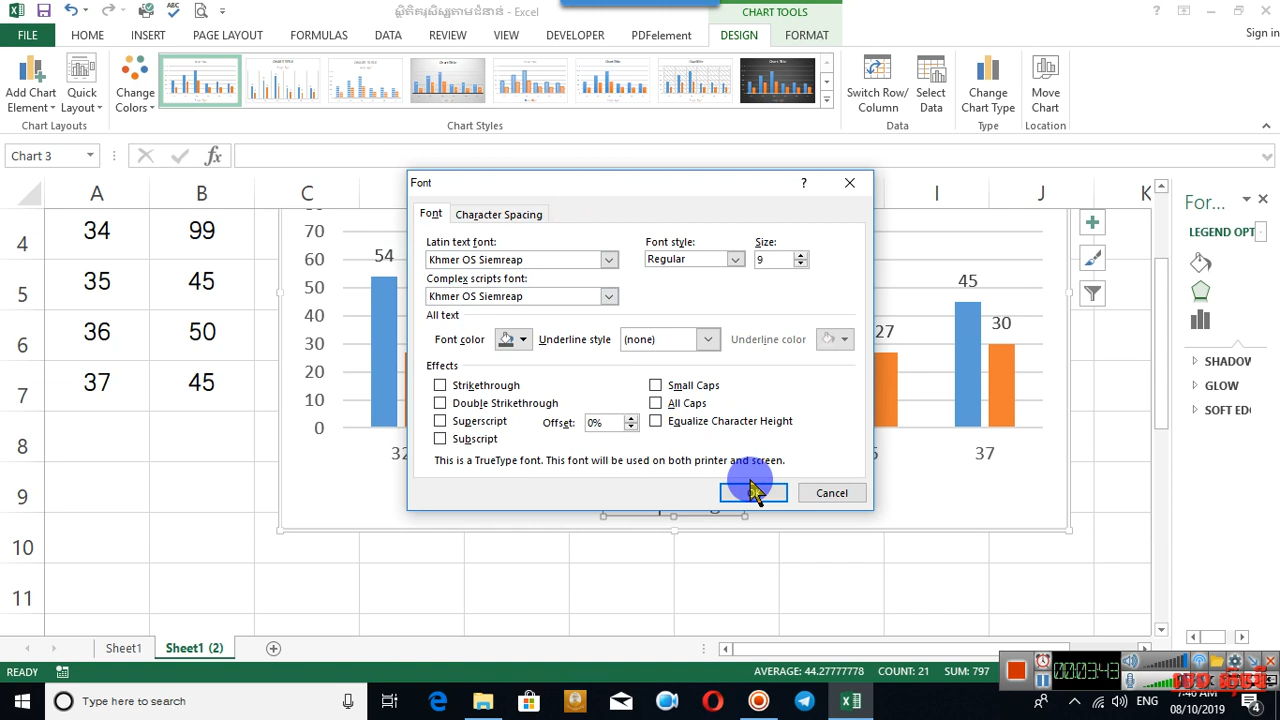 ស្ថិតិគរុសិស្សតាមជំនាន់ - Excel
CHART TOOLS
FILE
HOME
INSERT
PAGE LAYOUT
FORMULAS
DATA
REVIEW
VIEW
DEVELOPER
PDFelement
DESIGN
FORMAT
Sign in
Add Chart Element
Quick Layout
Change Colors
Switch Row/ Column
Select Data
Change Chart Type
Move Chart
Chart Layouts
Chart Styles
Data
Type
Location
Chart 3
A B C I J K
For...
LEGEND OPT
SHADOW
GLOW
SOFT ED
4 34 99
5 35 45
6 36 50
7 37 45
8
9
10
11
70
60
50
40
30
20
10
0
54
27
45
30
37
Font
Font
Character Spacing
Latin text font:
Font style:
Size:
Khmer OS Siemreap
Regular
9
Complex scripts font:
Khmer OS Siemreap
All text
Font color
Underline style
(none)
Underline color
Effects
Strikethrough
Small Caps
Double Strikethrough
All Caps
Superscript
Offset:
0%
Equalize Character Height
Subscript
This is a TrueType font. This font will be used on both printer and screen.
Cancel
Sheet1
Sheet1 (2)
READY
AVERAGE: 44.27777778
COUNT: 21
SUM: 797
Type here to search
ENG
08/10/2019